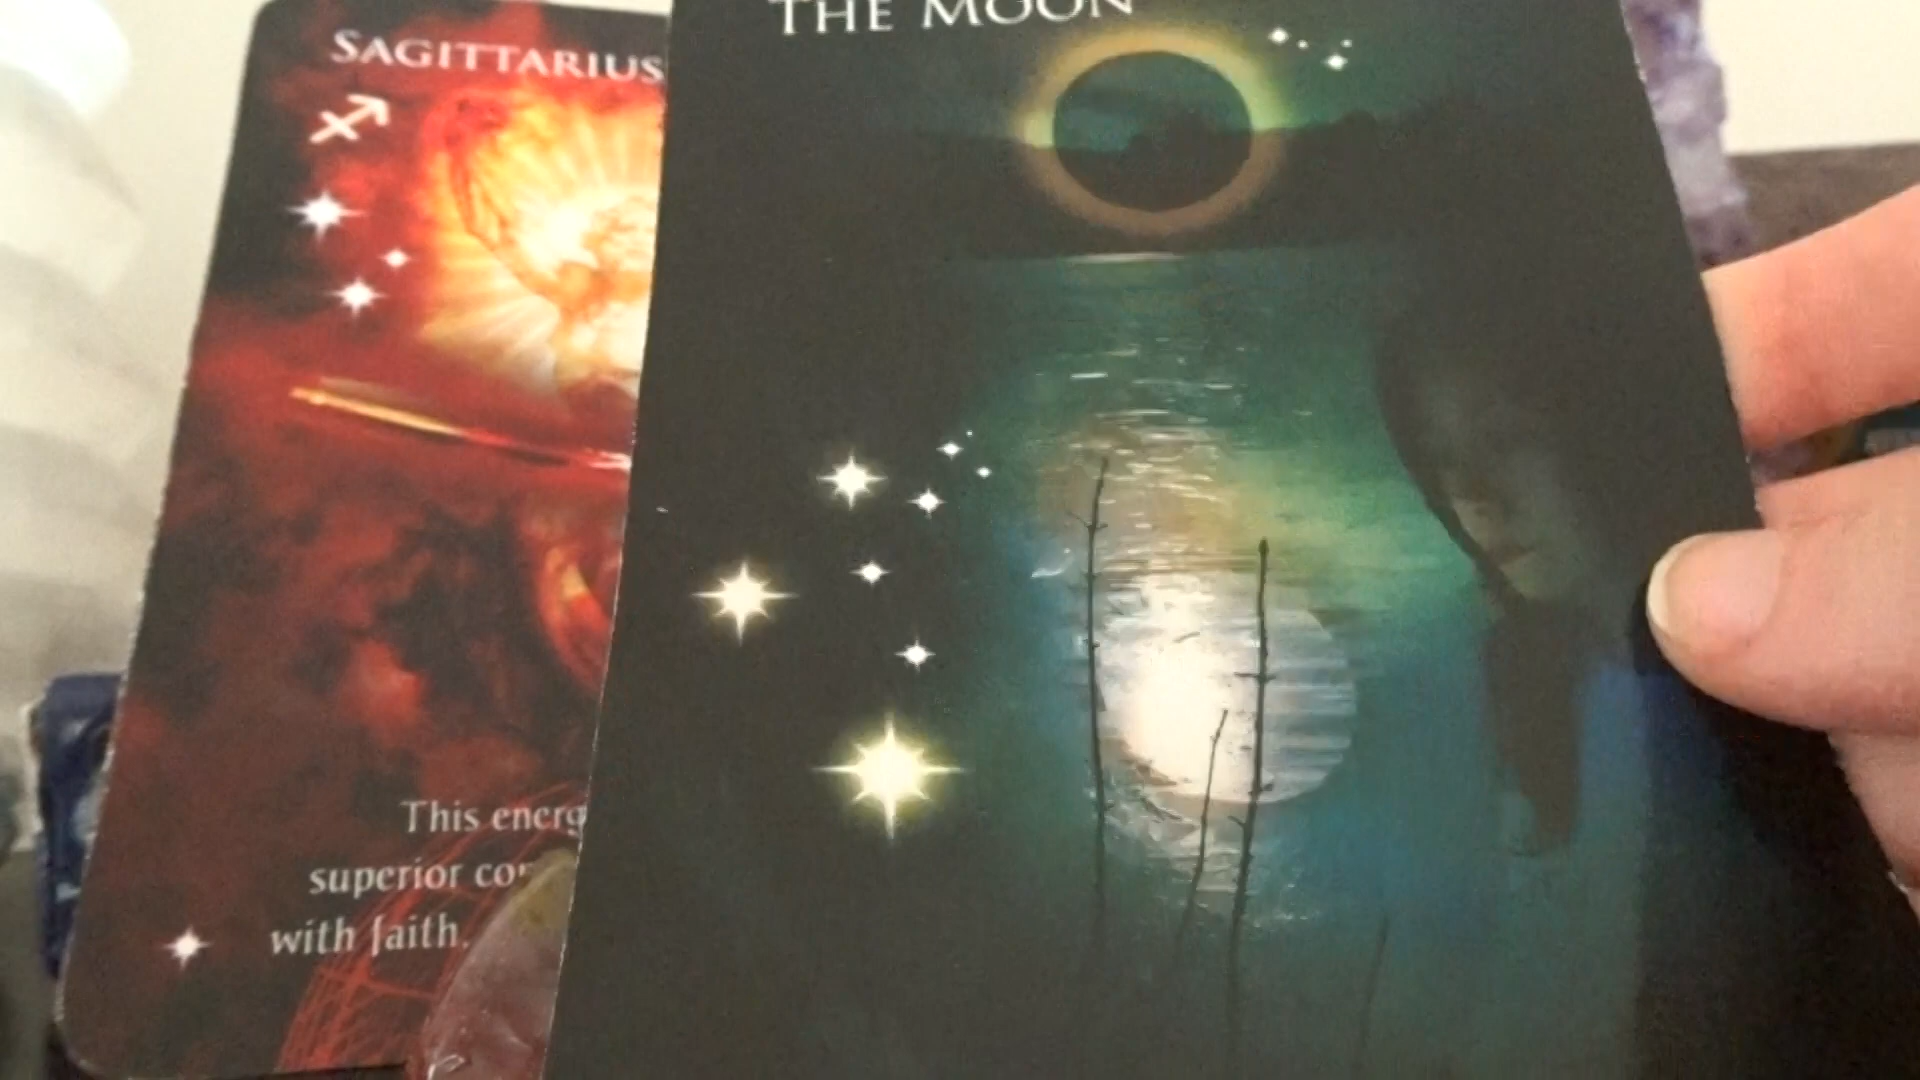 SAGITTARIUS
THE MOON
This energ
superior co
with faith.